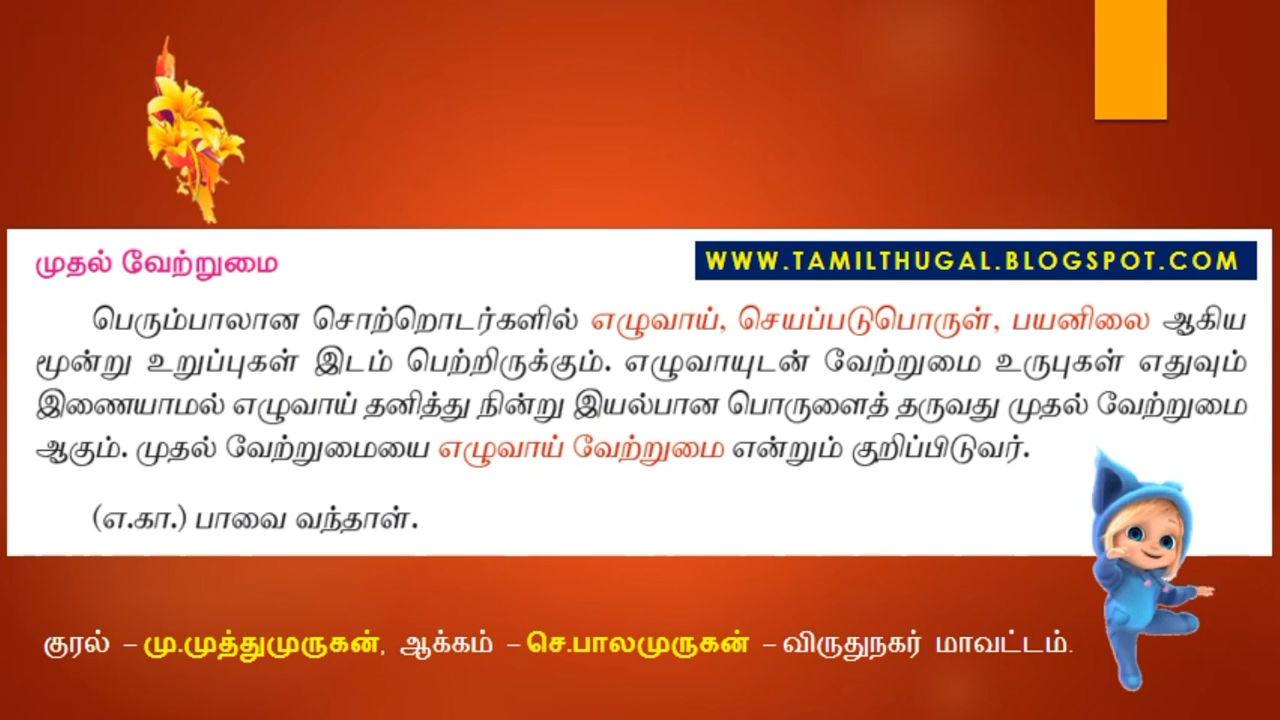 முதல் வேற்றுமை
WWW.TAMILTHUGAL.BLOGSPOT.COM
பெரும்பாலான சொற்றொடர்களில் எழுவாய், செயப்படுபொருள், பயனிலை ஆகிய
மூன்று உறுப்புகள் இடம் பெற்றிருக்கும். எழுவாயுடன் வேற்றுமை உருபுகள் எதுவும்
இணையாமல் எழுவாய் தனித்து நின்று இயல்பான பொருளைத் தருவது முதல் வேற்றுமை
ஆகும். முதல் வேற்றுமையை எழுவாய் வேற்றுமை என்றும் குறிப்பிடுவர்.
(எ.கா.) பாவை வந்தாள்.
குரல் – மு.முத்துமுருகன், ஆக்கம் – செ.பாலமுருகன் – விருதுநகர் மாவட்டம்.